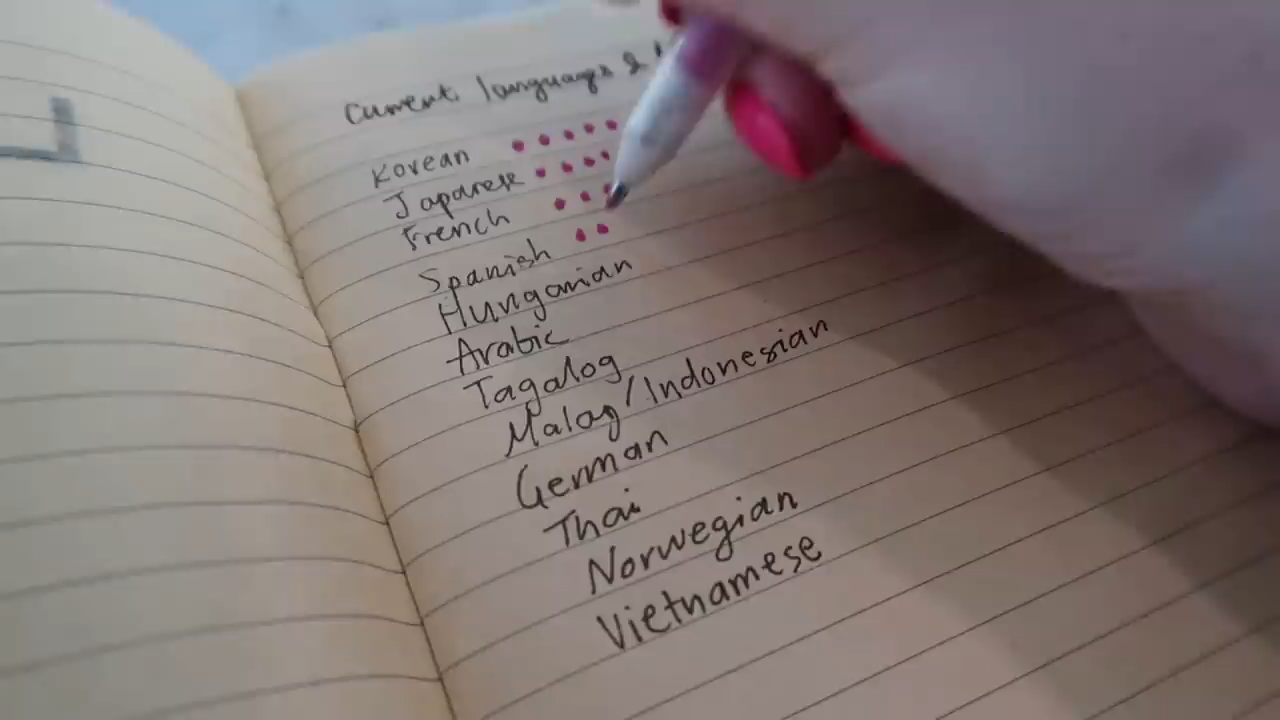 Current languages &
Korean
Japanese
French
Spanish
Hungarian
Arabic
Tagalog
Malay/Indonesian
German
Thai
Norwegian
Vietnamese